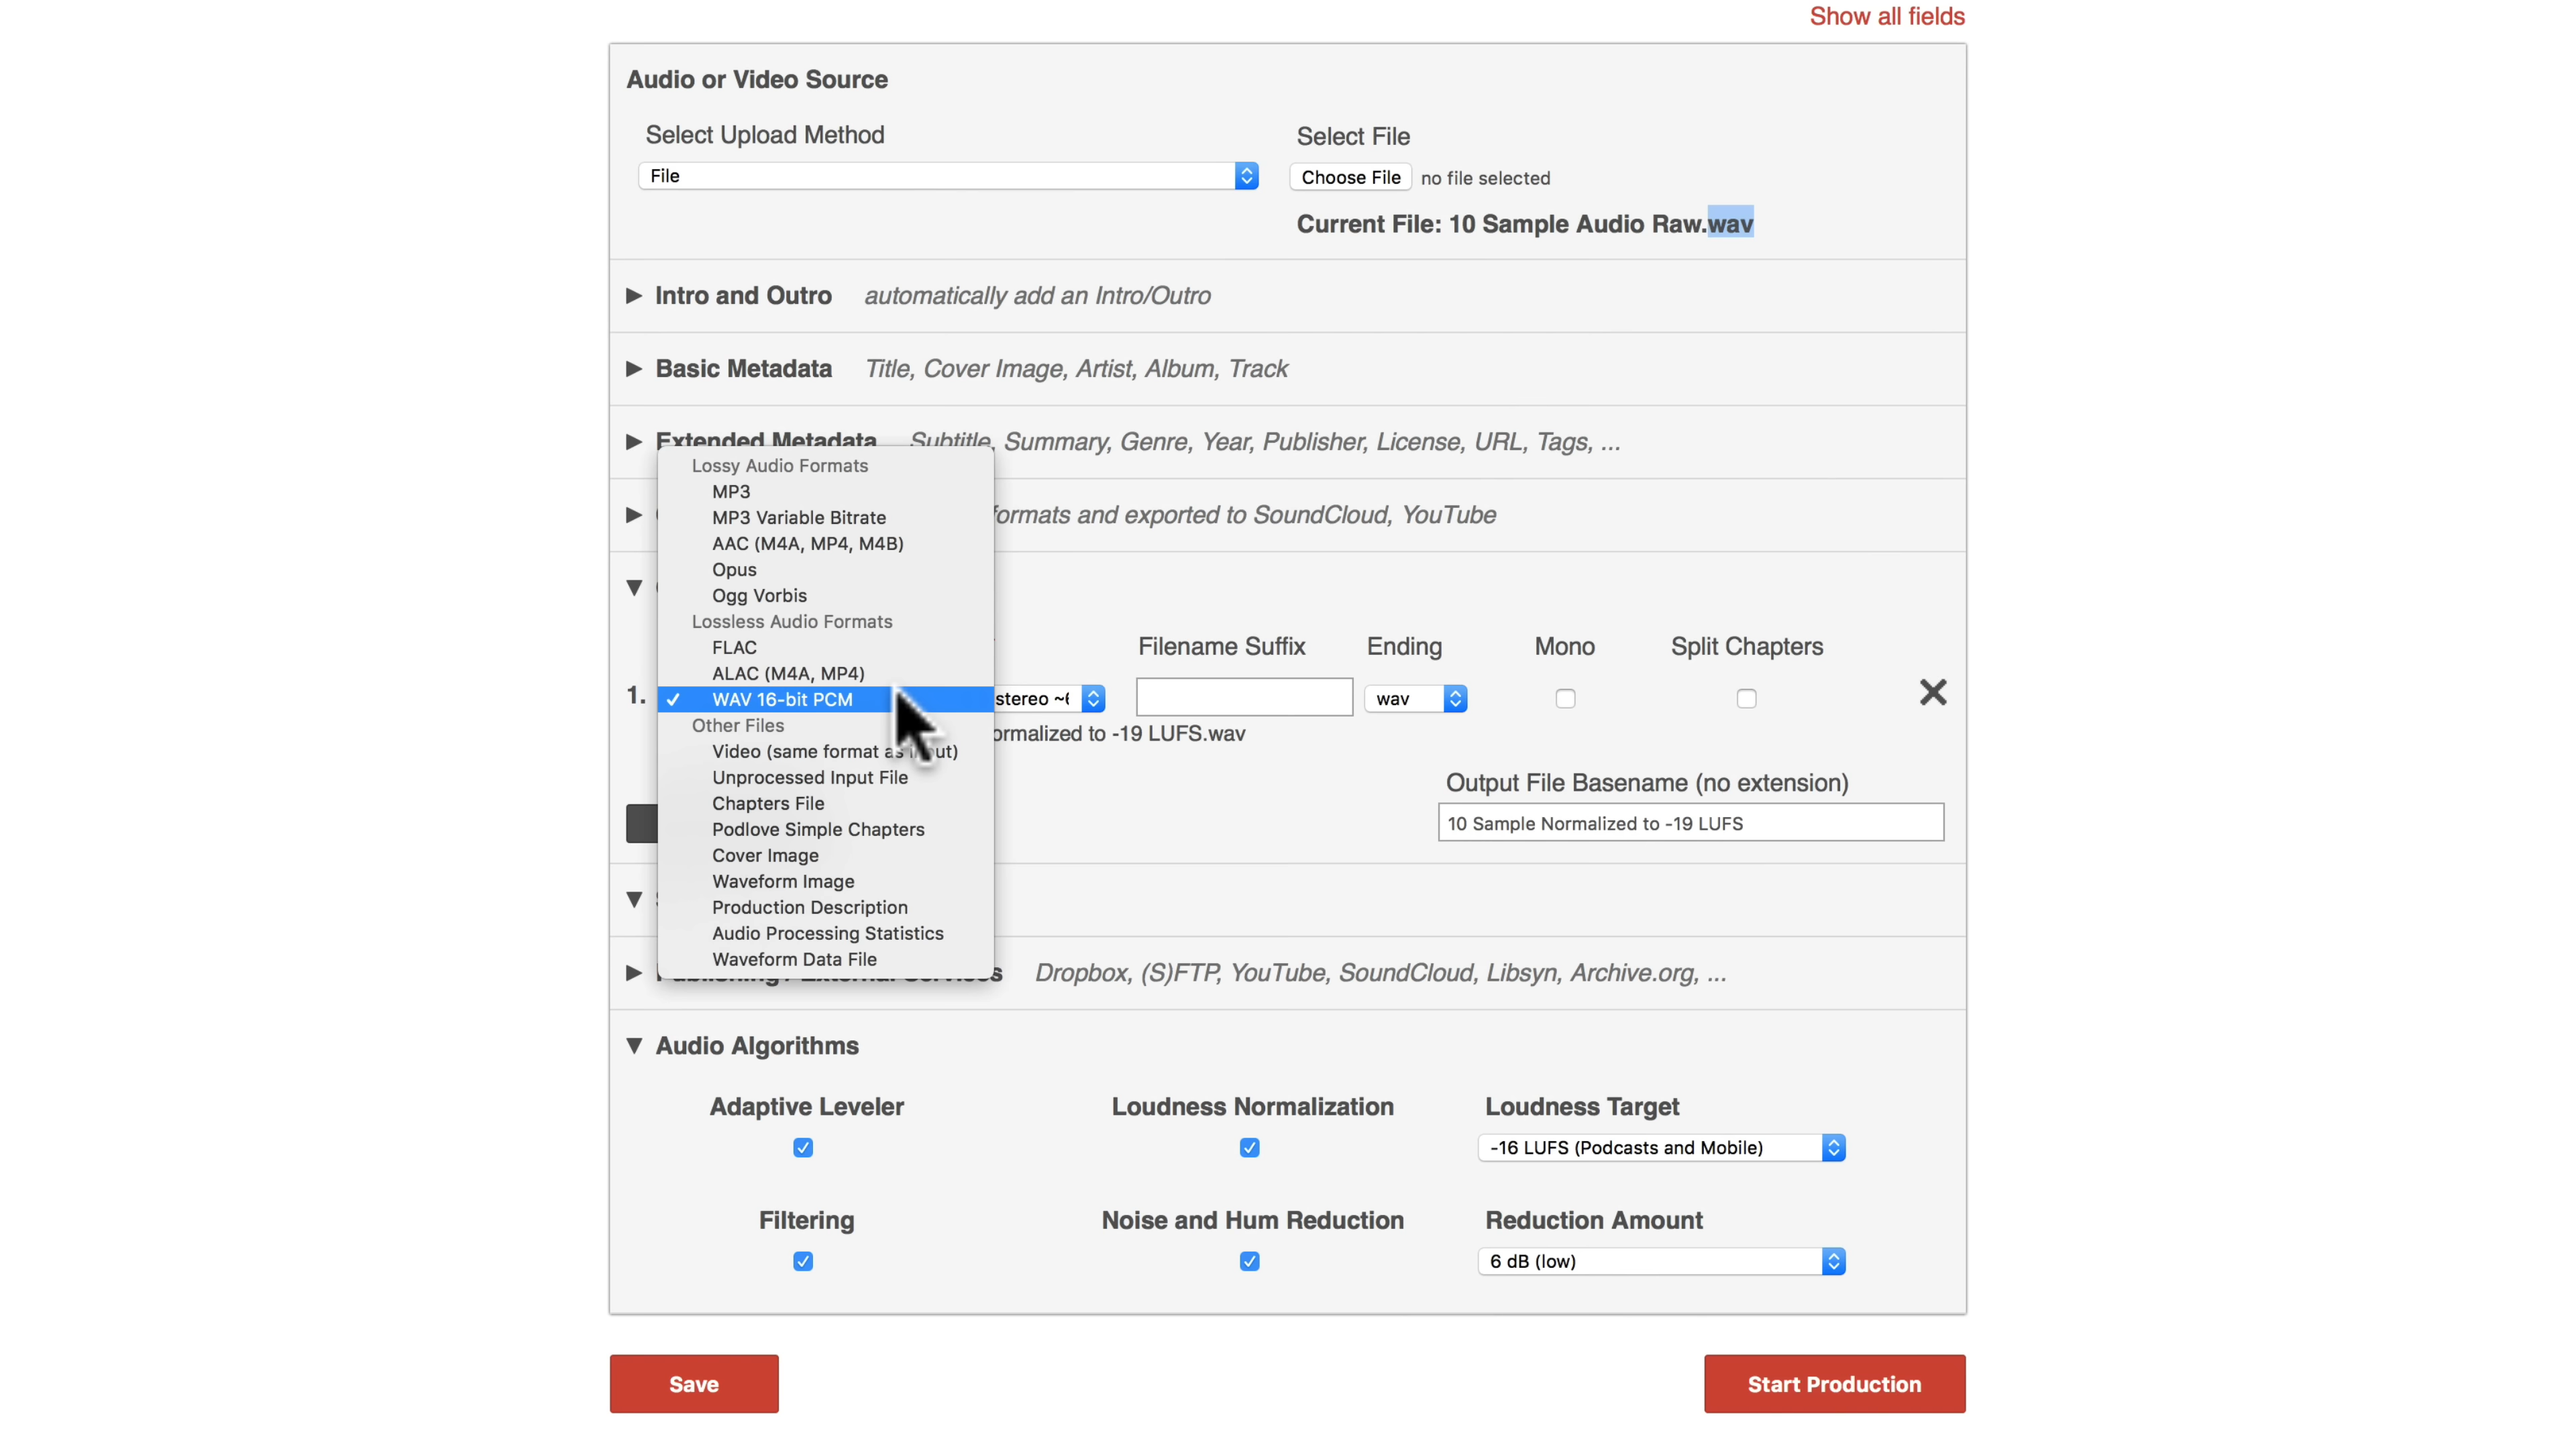 Show all fields
Audio or Video Source
Select Upload Method
Select File
File
Choose File no file selected
Current File: 10 Sample Audio Raw.wav
Intro and Outro automatically add an Intro/Outro
Basic Metadata Title, Cover Image, Artist, Album, Track
Extended Metadata Subtitle, Summary, Genre, Year, Publisher, License, URL, Tags, ...
Lossy Audio Formats
MP3
MP3 Variable Bitrate
AAC (M4A, MP4, M4B)
Opus
Ogg Vorbis
Lossless Audio Formats
FLAC
ALAC (M4A, MP4)
✓ WAV 16-bit PCM
Other Files
Video (same format as input)
Unprocessed Input File
Chapters File
Podlove Simple Chapters
Cover Image
Waveform Image
Production Description
Audio Processing Statistics
Waveform Data File
formats and exported to SoundCloud, YouTube
Filename Suffix Ending Mono Split Chapters
1. stereo wav
to -19 LUFS.wav
Output File Basename (no extension)
10 Sample Normalized to -19 LUFS
Dropbox, (S)FTP, YouTube, SoundCloud, Libsyn, Archive.org, ...
Audio Algorithms
Adaptive Leveler Loudness Normalization Loudness Target
-16 LUFS (Podcasts and Mobile)
Filtering Noise and Hum Reduction Reduction Amount
6 dB (low)
Save
Start Production